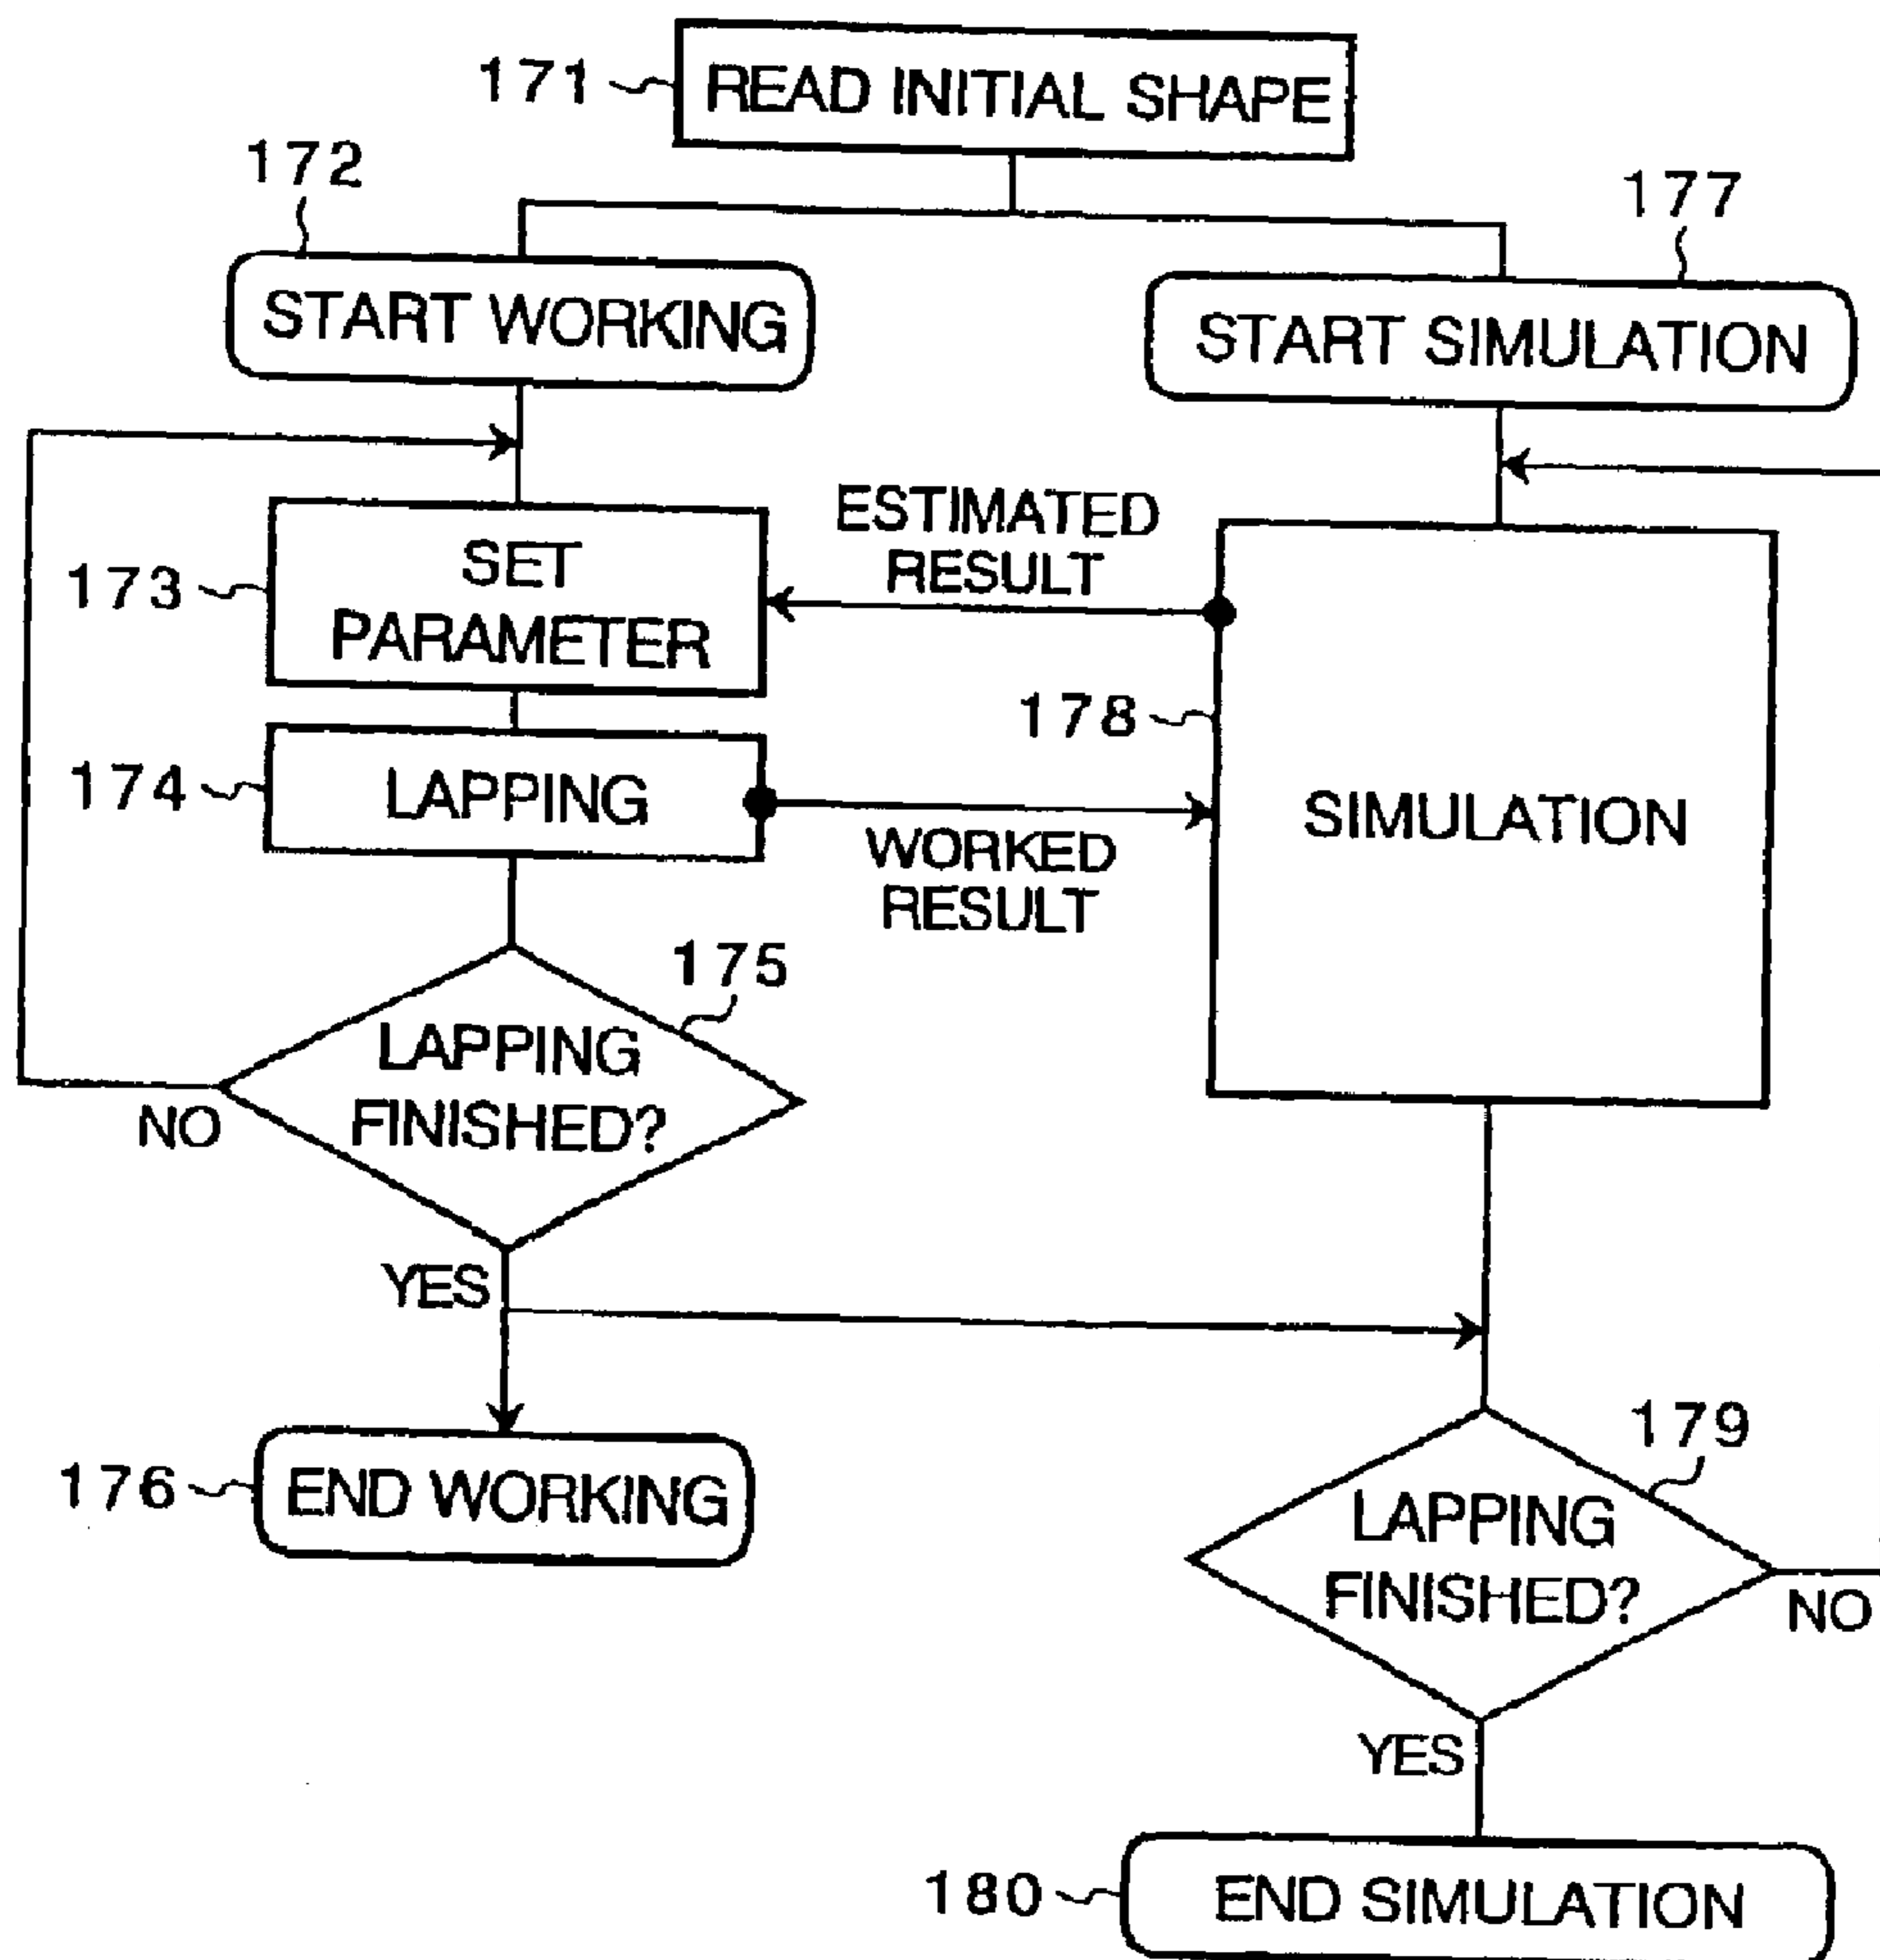 171
READ INITIAL SHAPE
172
177
START WORKING
START SIMULATION
173
SET
PARAMETER
ESTIMATED
RESULT
178
SIMULATION
174
LAPPING
WORKED
RESULT
175
LAPPING
FINISHED?
NO
YES
176
END WORKING
179
LAPPING
FINISHED?
NO
YES
180
END SIMULATION